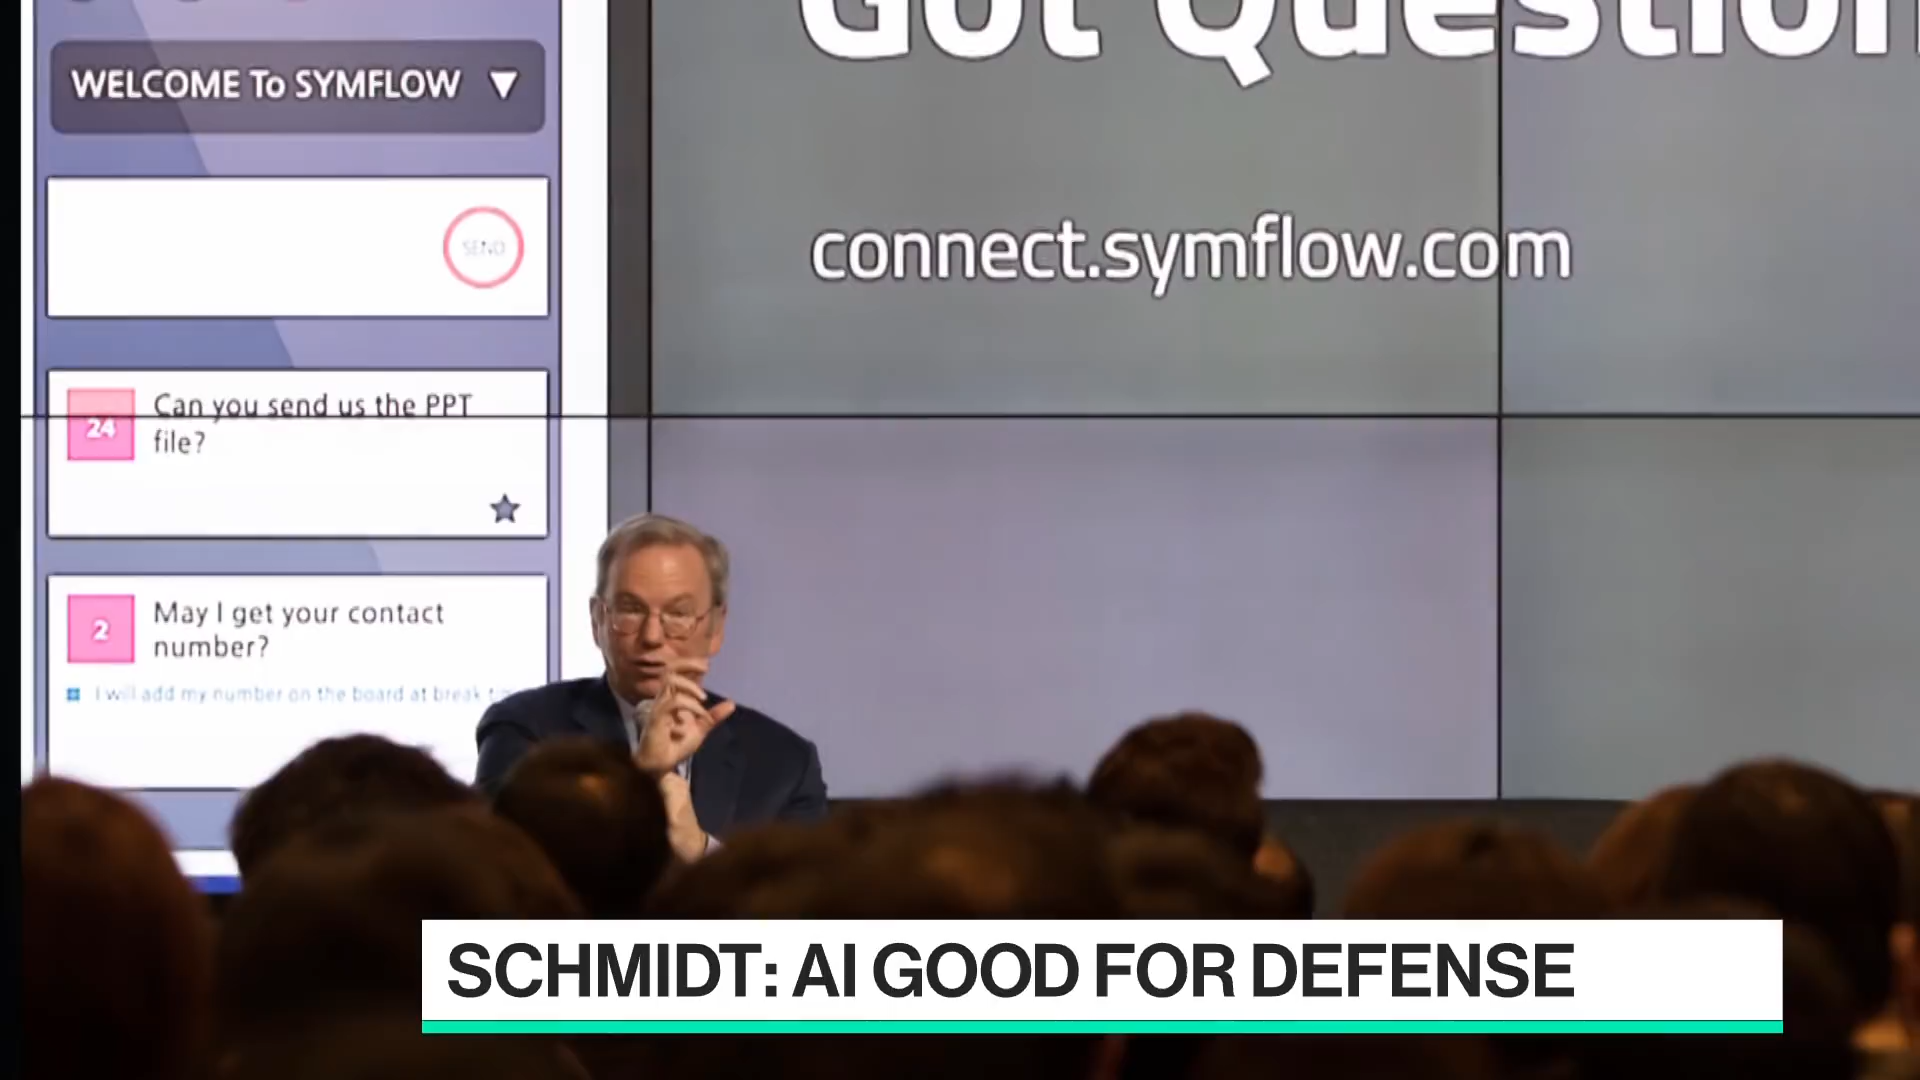 Got Question
WELCOME To SYMFLOW
connect.symflow.com
SEND
24
Can you send us the PPT
file?
2
May I get your contact
number?
I will add my number on the board at break
SCHMIDT: AI GOOD FOR DEFENSE